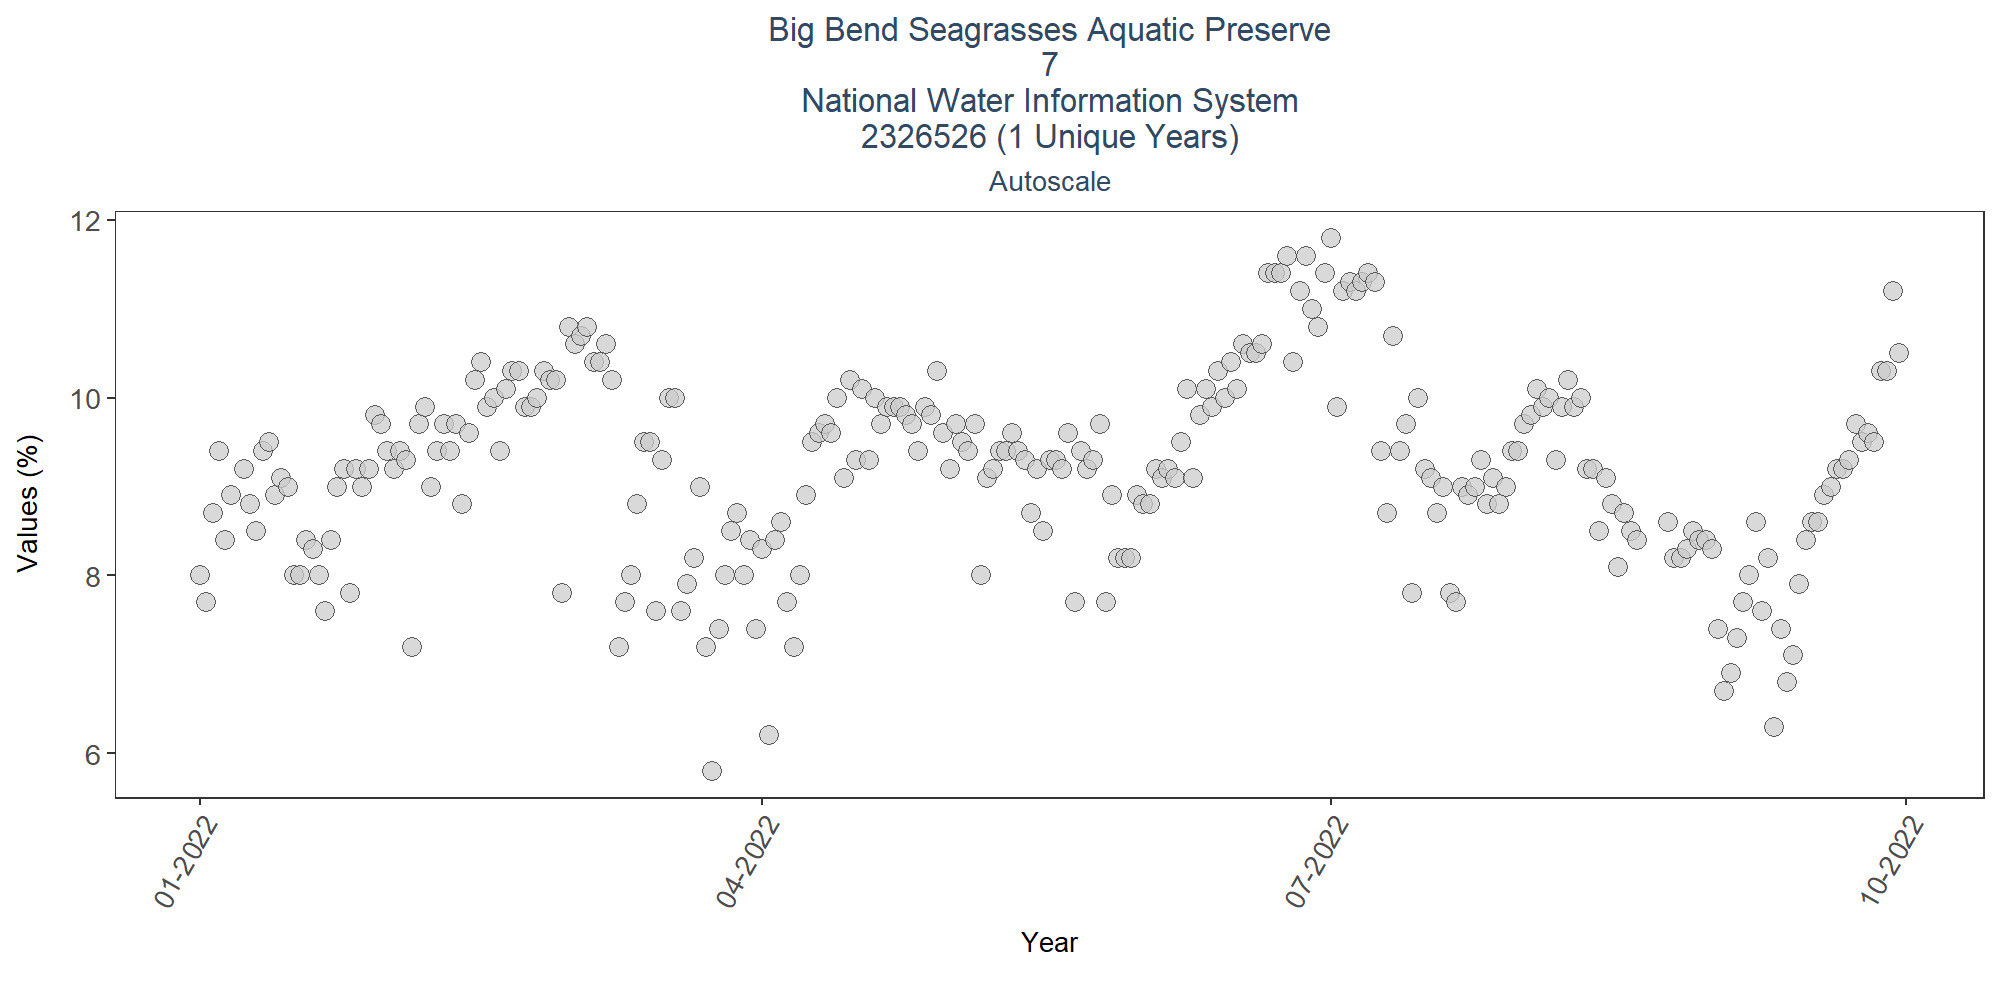 Big Bend Seagrasses Aquatic Preserve
7
National Water Information System
2326526 (1 Unique Years)
Autoscale
12
10
8
6
Values (%)
01-2022
04-2022
07-2022
10-2022
Year